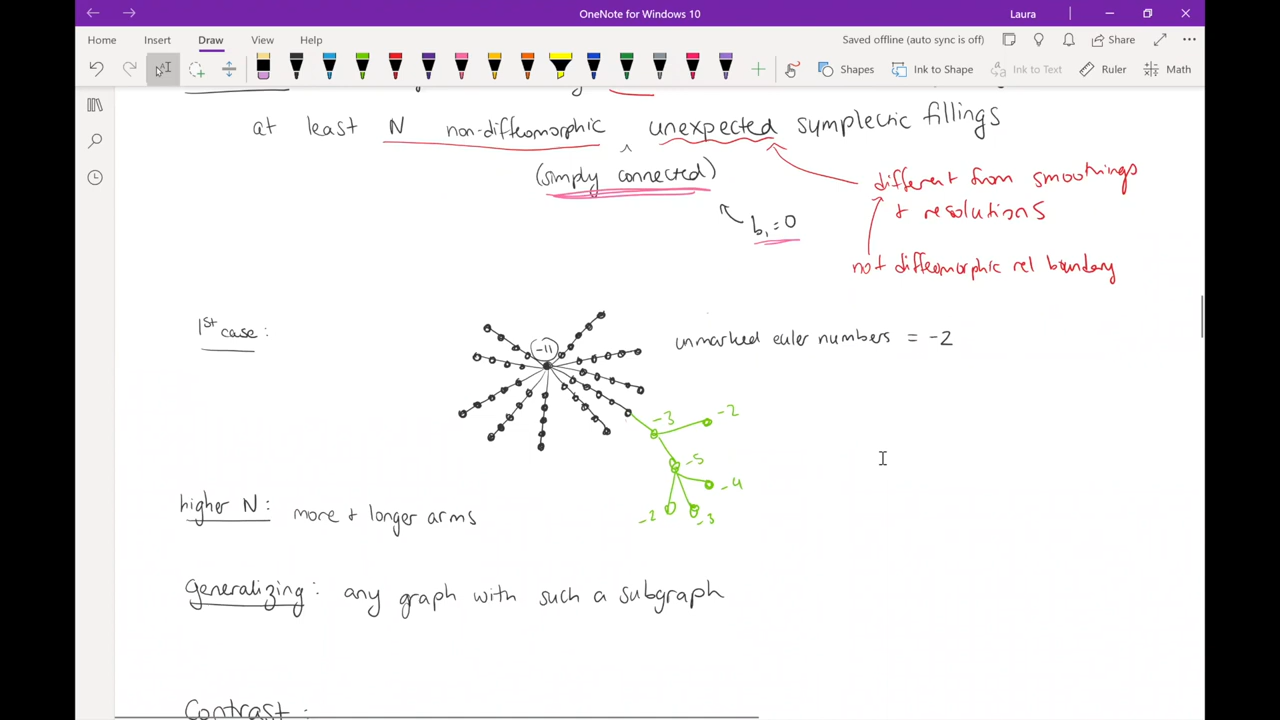 OneNote for Windows 10
Laura
Home Insert Draw View Help
Saved offline (auto sync is off)
Share
Shapes
Ink to Shape
Ink to Text
Ruler
Math
at least N non-diffeomorphic ^ unexpected symplectic fillings
(simply connected)
b₁=0
different from smoothings
+ resolutions
not diffeomorphic rel boundary
1st case:
-11
unmarked euler numbers = -2
-3
-2
-5
-4
-2
-3
higher N: more + longer arms
generalizing: any graph with such a subgraph
Contrast: